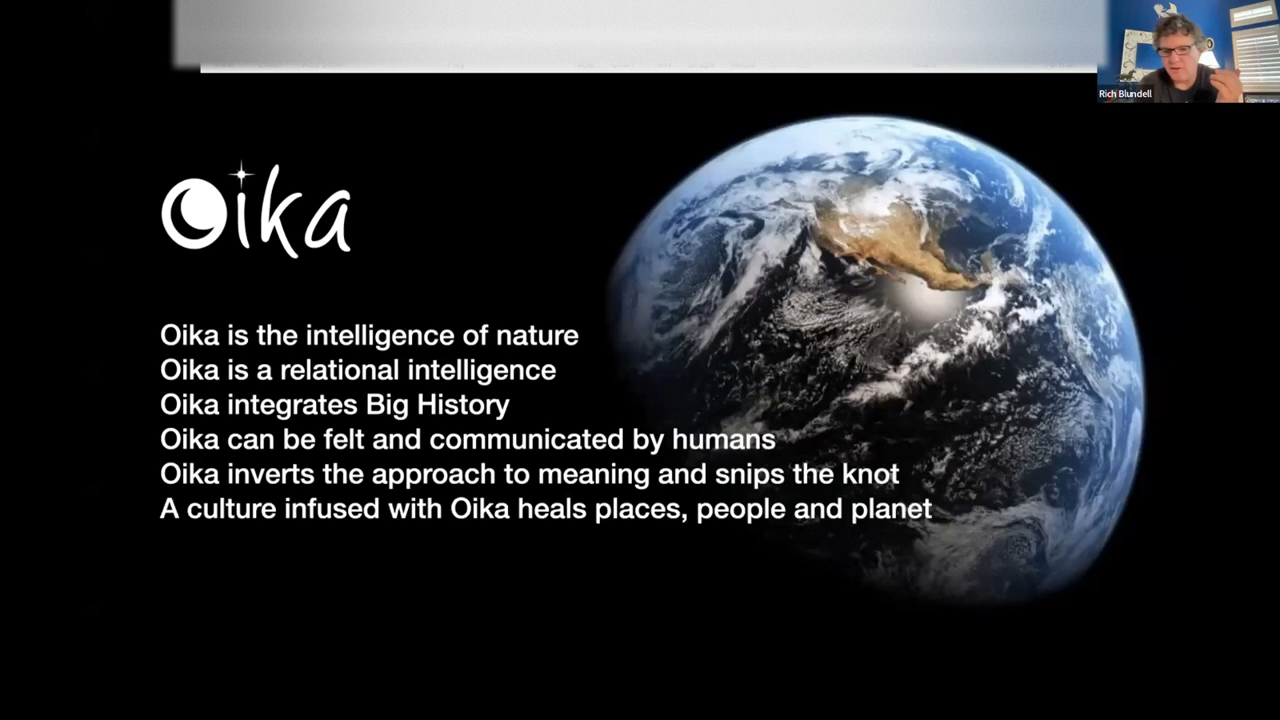 Rich Blundell
Oika
Oika is the intelligence of nature
Oika is a relational intelligence
Oika integrates Big History
Oika can be felt and communicated by humans
Oika inverts the approach to meaning and snips the knot
A culture infused with Oika heals places, people and planet